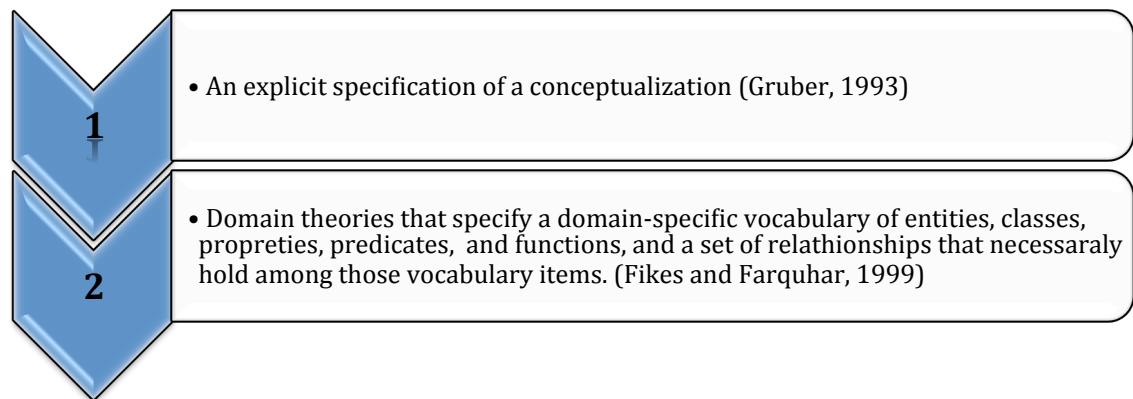 1
• An explicit specification of a conceptualization (Gruber, 1993)
2
• Domain theories that specify a domain-specific vocabulary of entities, classes,
propreties, predicates, and functions, and a set of relathionships that necessaraly
hold among those vocabulary items. (Fikes and Farquhar, 1999)